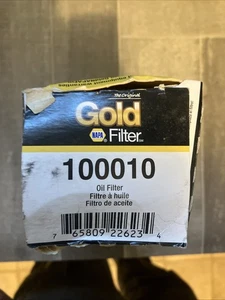 The Original
Gold
NAPA Filter
100010
Oil Filter
Filtre à huile
Filtro de aceite
7 65809 22623 4